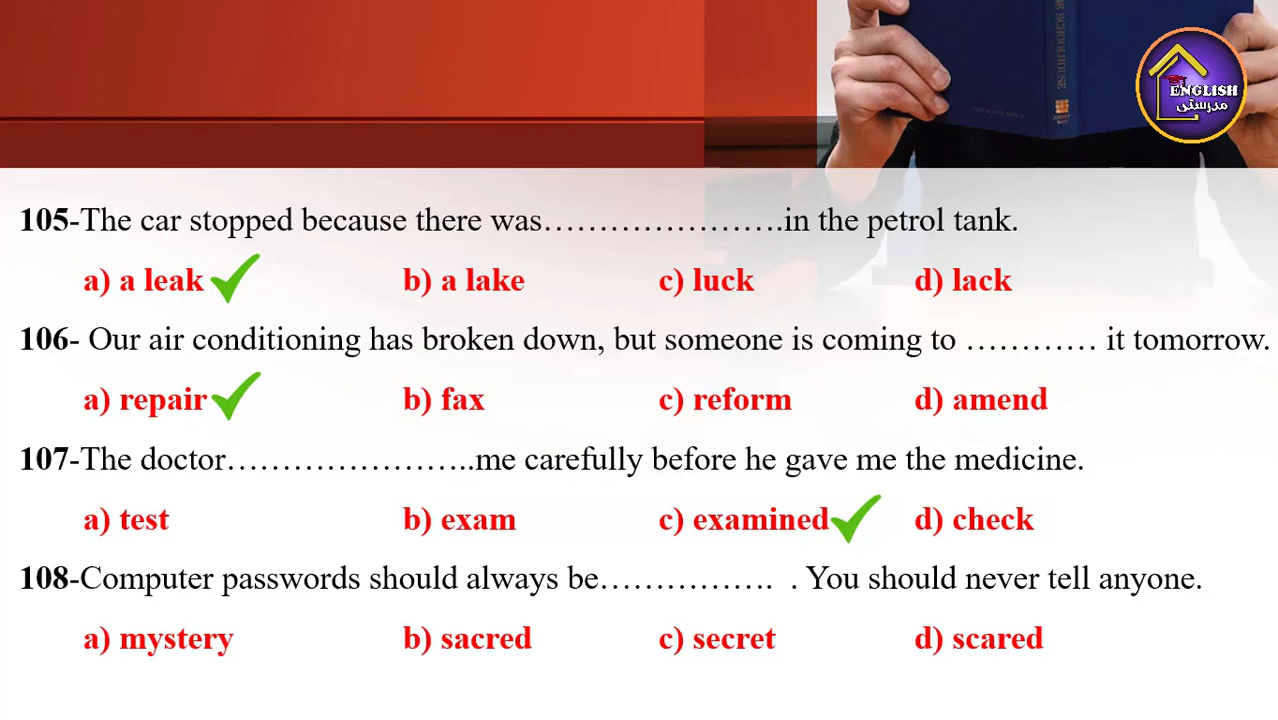 ENGLISH
مدرستي
105-The car stopped because there was…………………….in the petrol tank.
a) a leak b) a lake c) luck d) lack
106- Our air conditioning has broken down, but someone is coming to ………… it tomorrow.
a) repair b) fax c) reform d) amend
107-The doctor……………………..me carefully before he gave me the medicine.
a) test b) exam c) examined d) check
108-Computer passwords should always be………………. . You should never tell anyone.
a) mystery b) sacred c) secret d) scared